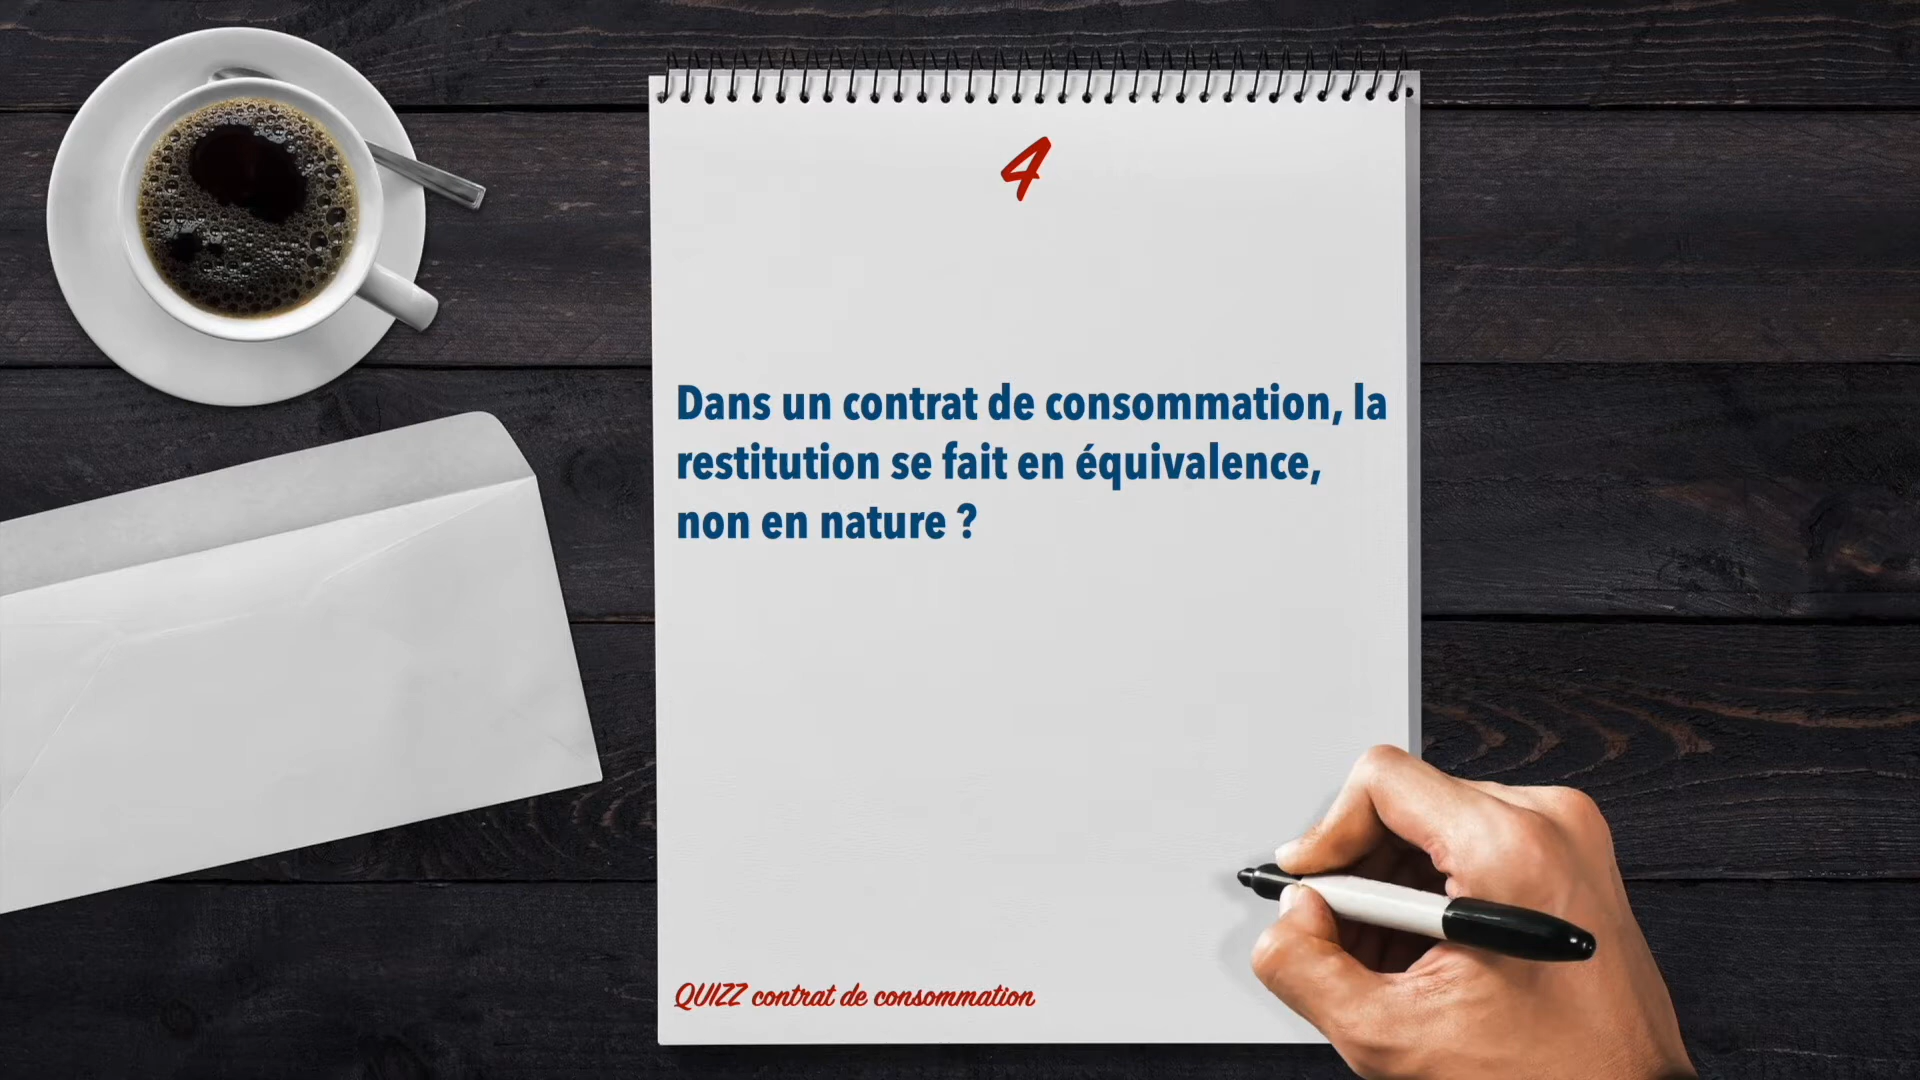 4
Dans un contrat de consommation, la
restitution se fait en équivalence,
non en nature ?
QUIZZ contrat de consommation